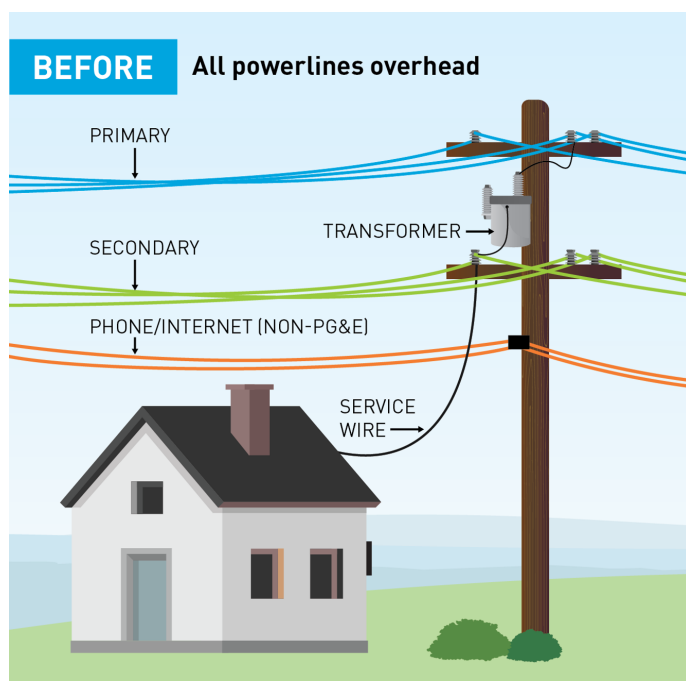 BEFORE All powerlines overhead
PRIMARY
TRANSFORMER
SECONDARY
PHONE/INTERNET (NON-PG&E)
SERVICE
WIRE